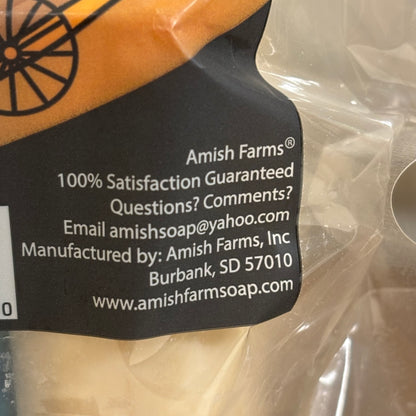 Amish Farms®
100% Satisfaction Guaranteed
Questions? Comments?
Email amishsoap@yahoo.com
Manufactured by: Amish Farms, Inc
Burbank, SD 57010
www.amishfarmsoap.com
0